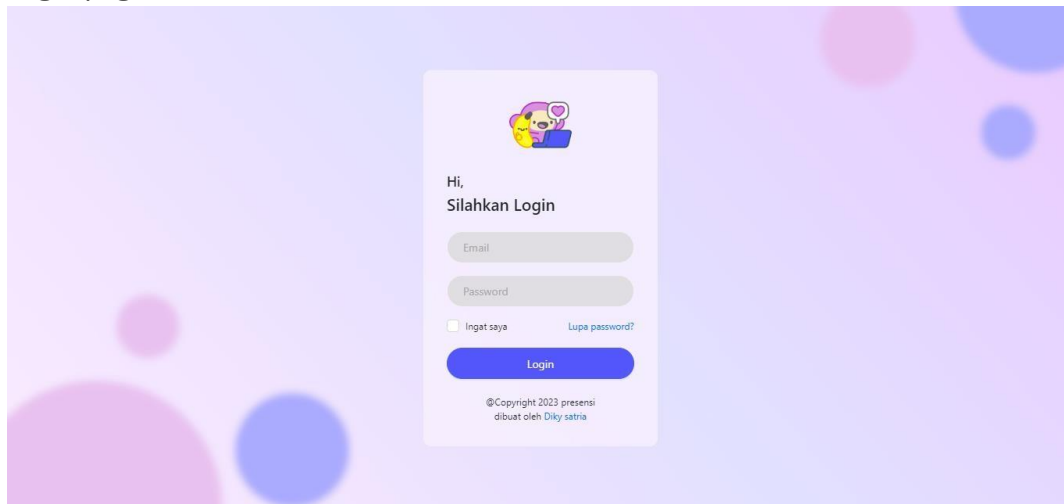 Hi,
Silahkan Login
Email
Password
Ingat saya
Lupa password?
Login
@Copyright 2023 presensi
dibuat oleh Diky satria